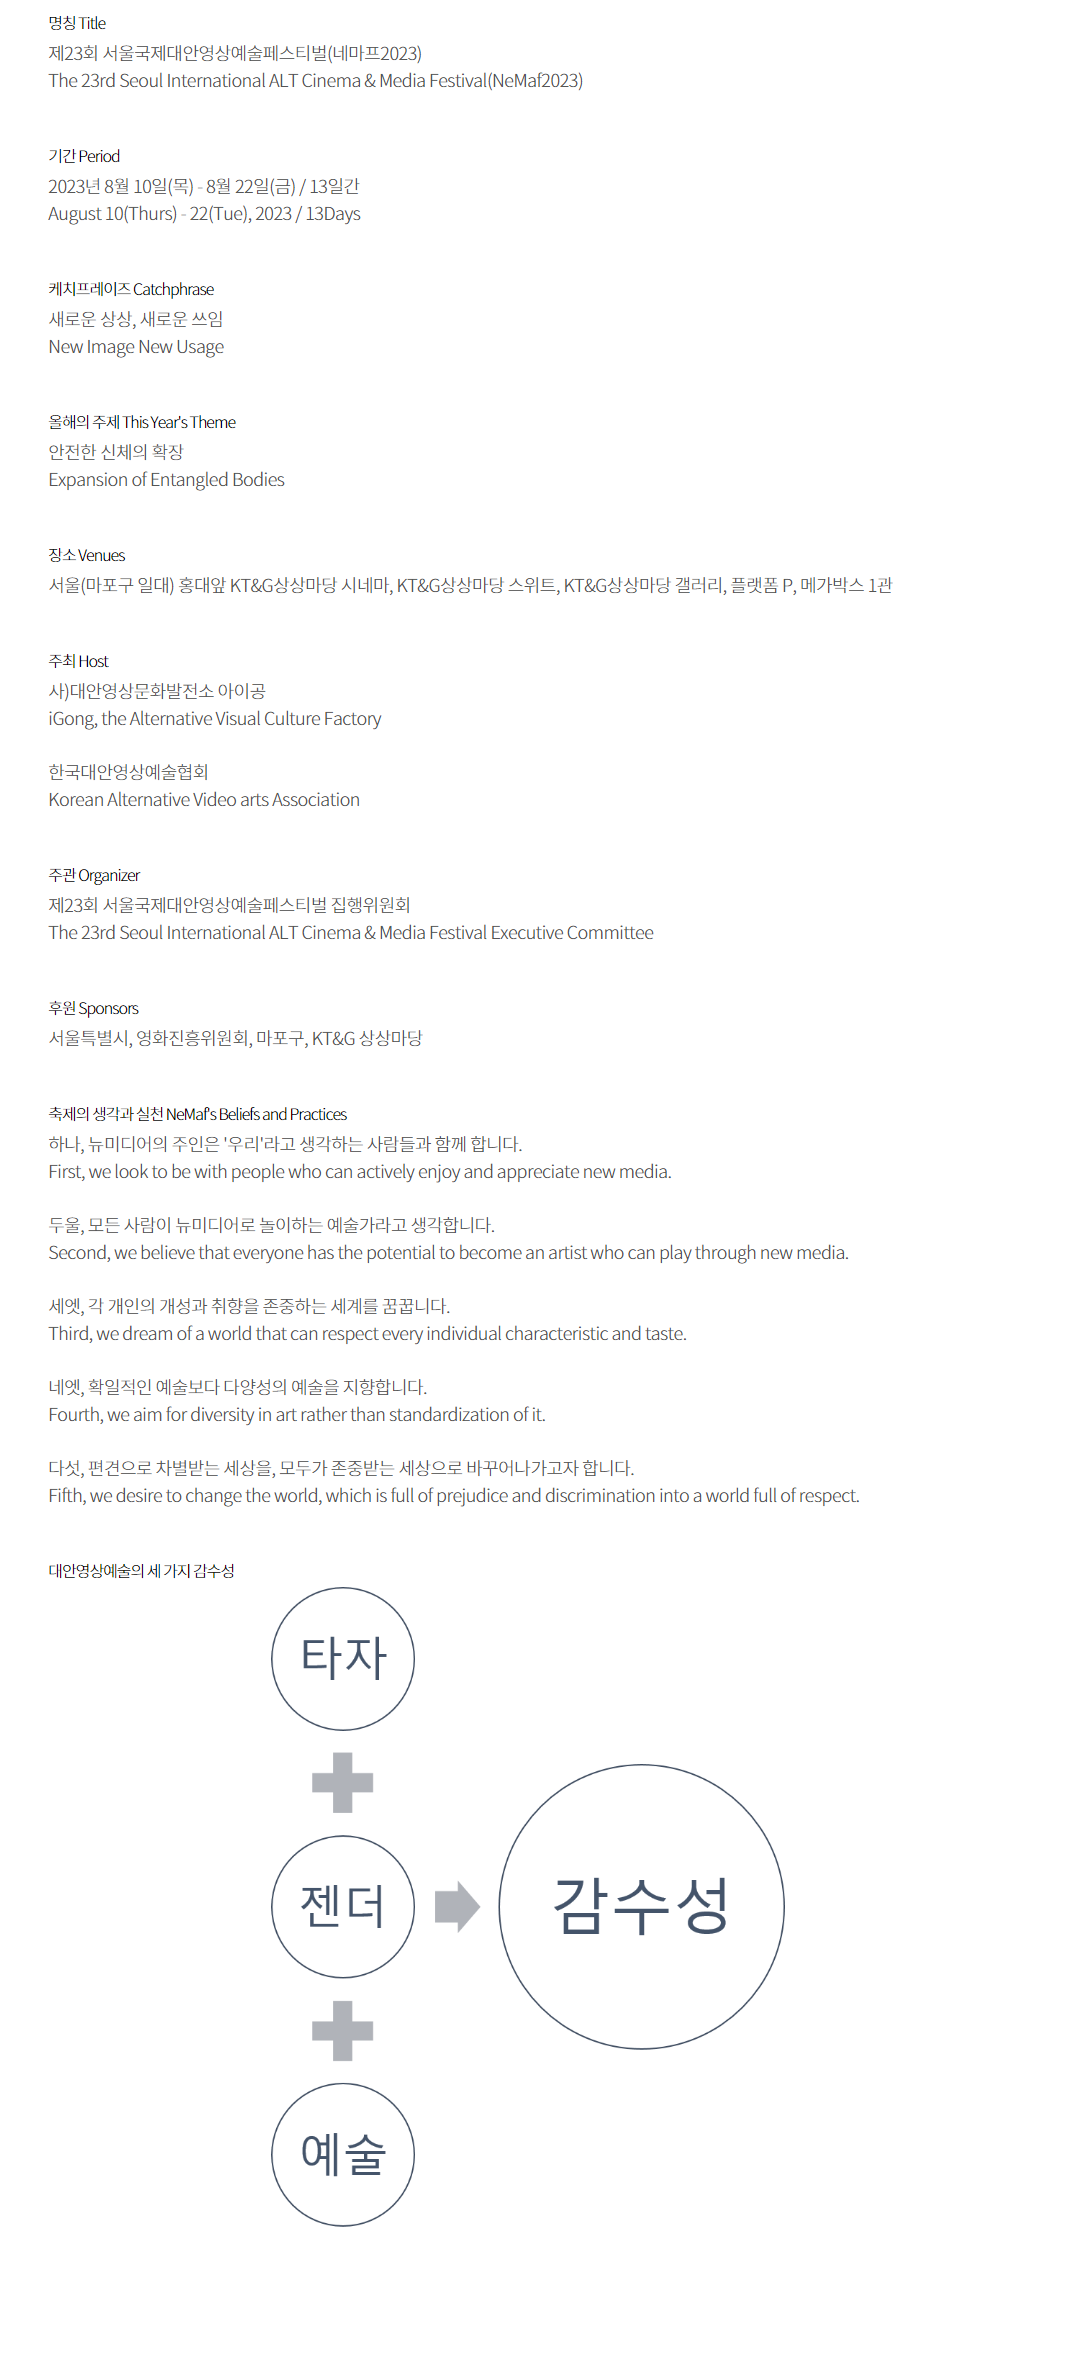 명칭 Title
제23회 서울국제대안영상예술페스티벌(네마프2023)
The 23rd Seoul International ALT Cinema & Media Festival(NeMaf2023)
기간 Period
2023년 8월 10일(목) - 8월 22일(금) / 13일간
August 10(Thurs) - 22(Tue), 2023 / 13Days
케치프레이즈 Catchphrase
새로운 상상, 새로운 쓰임
New Image New Usage
올해의 주제 This Year's Theme
안전한 신체의 확장
Expansion of Entangled Bodies
장소 Venues
서울(마포구 일대) 홍대앞 KT&G상상마당 시네마, KT&G상상마당 스위트, KT&G상상마당 갤러리, 플랫폼 P, 메가박스 1관
주최 Host
사)대안영상문화발전소 아이공
iGong, the Alternative Visual Culture Factory
한국대안영상예술협회
Korean Alternative Video arts Association
주관 Organizer
제23회 서울국제대안영상예술페스티벌 집행위원회
The 23rd Seoul International ALT Cinema & Media Festival Executive Committee
후원 Sponsors
서울특별시, 영화진흥위원회, 마포구, KT&G 상상마당
축제의 생각과 실천 NeMaf's Beliefs and Practices
하나, 뉴미디어의 주인은 '우리'라고 생각하는 사람들과 함께 합니다.
First, we look to be with people who can actively enjoy and appreciate new media.
두울, 모든 사람이 뉴미디어로 놀이하는 예술가라고 생각합니다.
Second, we believe that everyone has the potential to become an artist who can play through new media.
세엣, 각 개인의 개성과 취향을 존중하는 세계를 꿈꿉니다.
Third, we dream of a world that can respect every individual characteristic and taste.
네엣, 확일적인 예술보다 다양성의 예술을 지향합니다.
Fourth, we aim for diversity in art rather than standardization of it.
다섯, 편견으로 차별받는 세상을, 모두가 존중받는 세상으로 바꾸어나가고자 합니다.
Fifth, we desire to change the world, which is full of prejudice and discrimination into a world full of respect.
대안영상예술의 세 가지 감수성
타자
젠더
감수성
예술